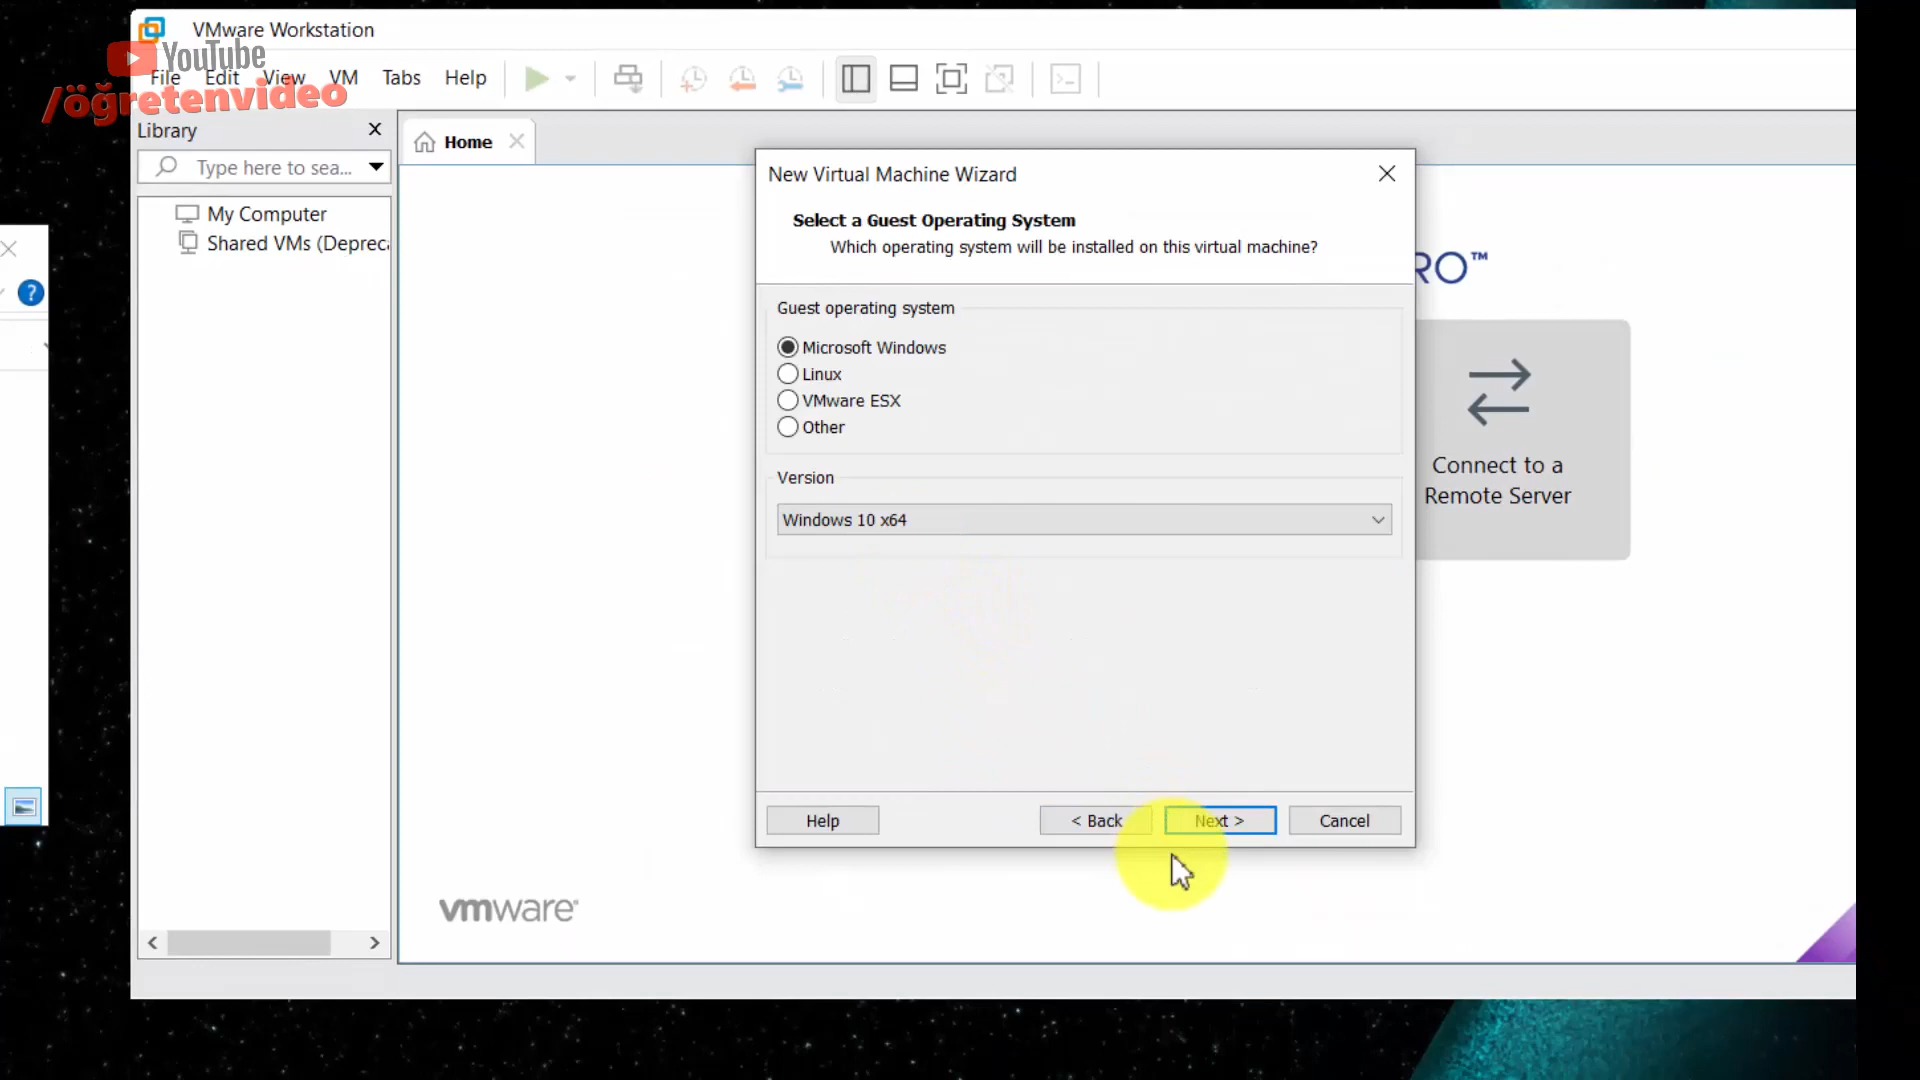 VMware Workstation
YouTube
/öğretenvideo
File Edit View VM Tabs Help
Library
Type here to sea...
My Computer
Shared VMs (Depreca
Home
New Virtual Machine Wizard
Select a Guest Operating System
Which operating system will be installed on this virtual machine?
RO™
Guest operating system
Microsoft Windows
Linux
VMware ESX
Other
Version
Windows 10 x64
Connect to a
Remote Server
Help
< Back
Next >
Cancel
vmware